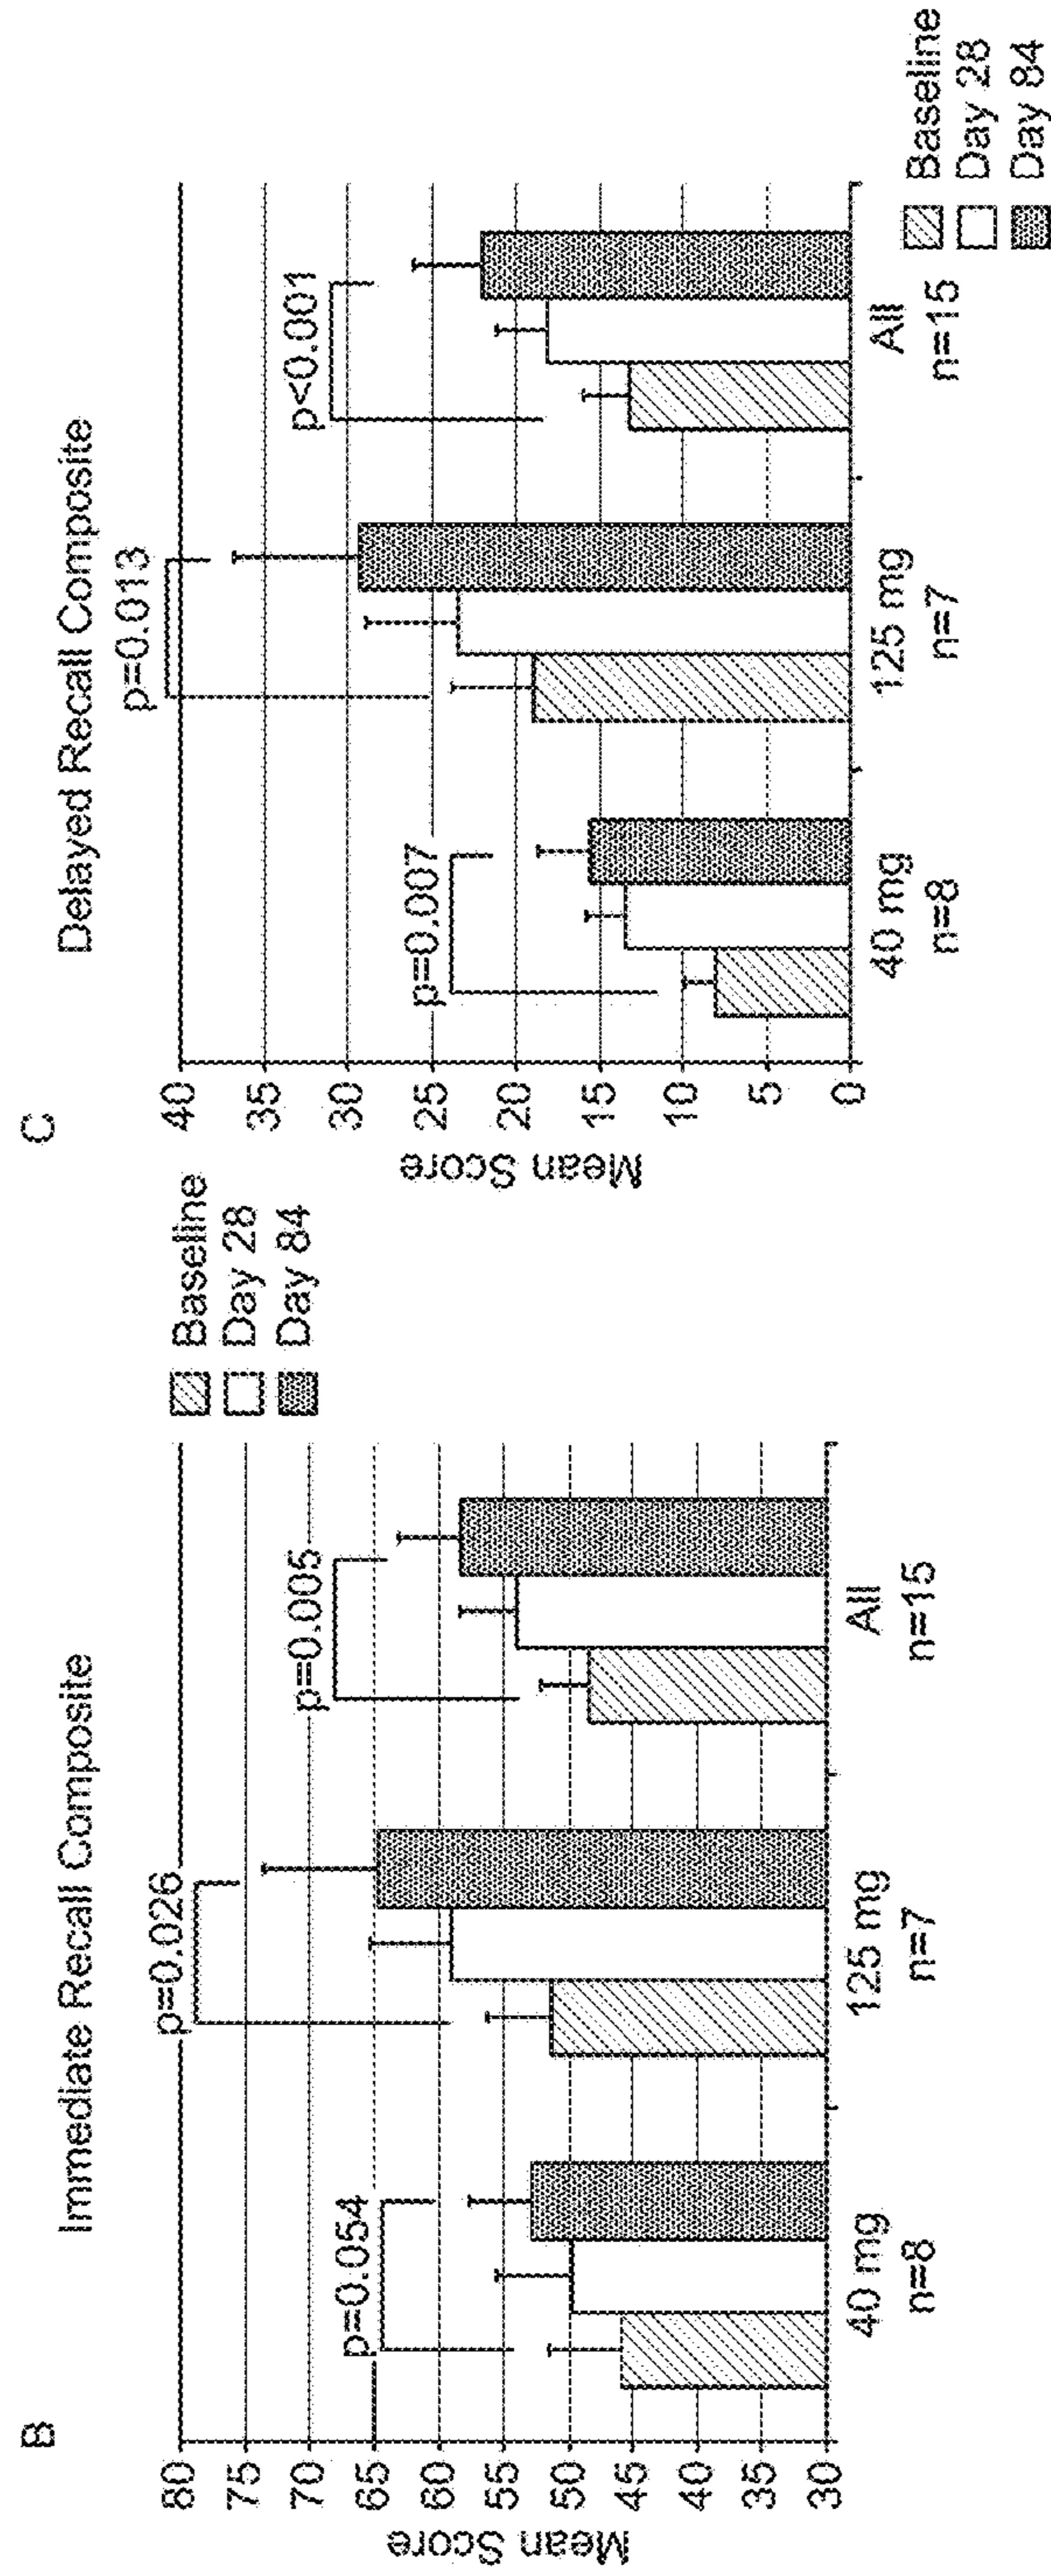 B
Immediate Recall Composite
Mean Score
80
75
70
65
60
55
50
45
40
35
30
p=0.054
p=0.026
p=0.005
40 mg
n=8
125 mg
n=7
All
n=15
Baseline
Day 28
Day 84
C
Delayed Recall Composite
Mean Score
40
35
30
25
20
15
10
5
0
p=0.007
p=0.013
p<0.001
40 mg
n=8
125 mg
n=7
All
n=15
Baseline
Day 28
Day 84